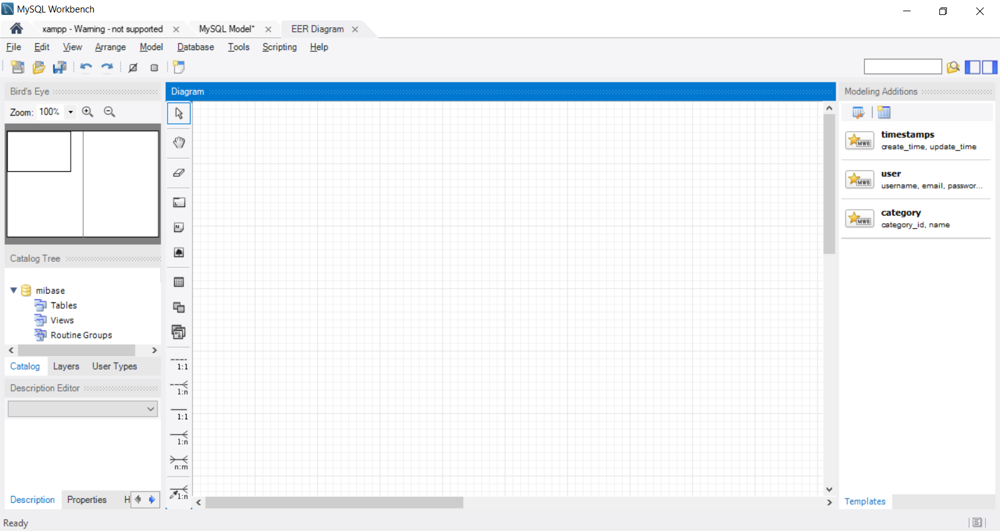 MySQL Workbench
xampp - Warning - not supported
MySQL Model*
EER Diagram
File Edit View Arrange Model Database Tools Scripting Help
Bird's Eye
Zoom: 100%
Catalog Tree
mibase
Tables
Views
Routine Groups
Catalog Layers User Types
Description Editor
Description Properties H
Diagram
L
N
1:1
1:n
1:1
1:n
n:m
1:n
Modeling Additions
MWB
timestamps
create_time, update_time
MWB
user
username, email, passwor...
MWB
category
category_id, name
Templates
Ready